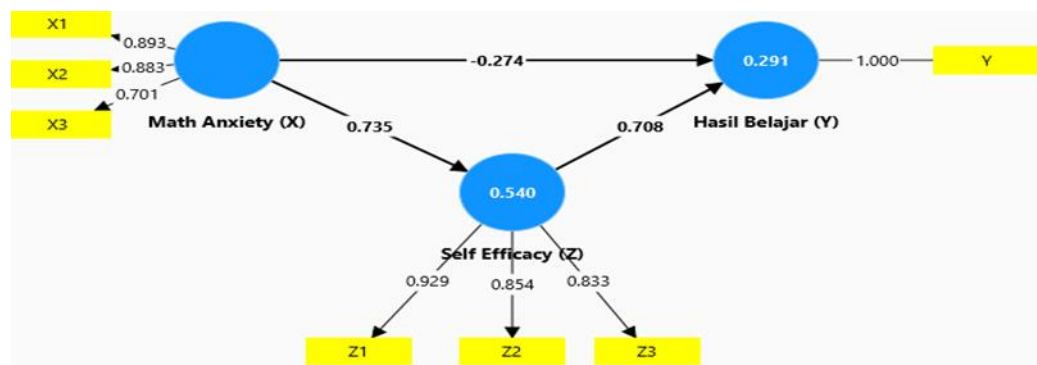 X1
0.893
-0.274
0.291
1.000
Y
X2
0.883
0.701
X3
Math Anxiety (X)
0.735
0.708
Hasil Belajar (Y)
0.540
Self Efficacy (Z)
0.929
0.854
0.833
Z1
Z2
Z3